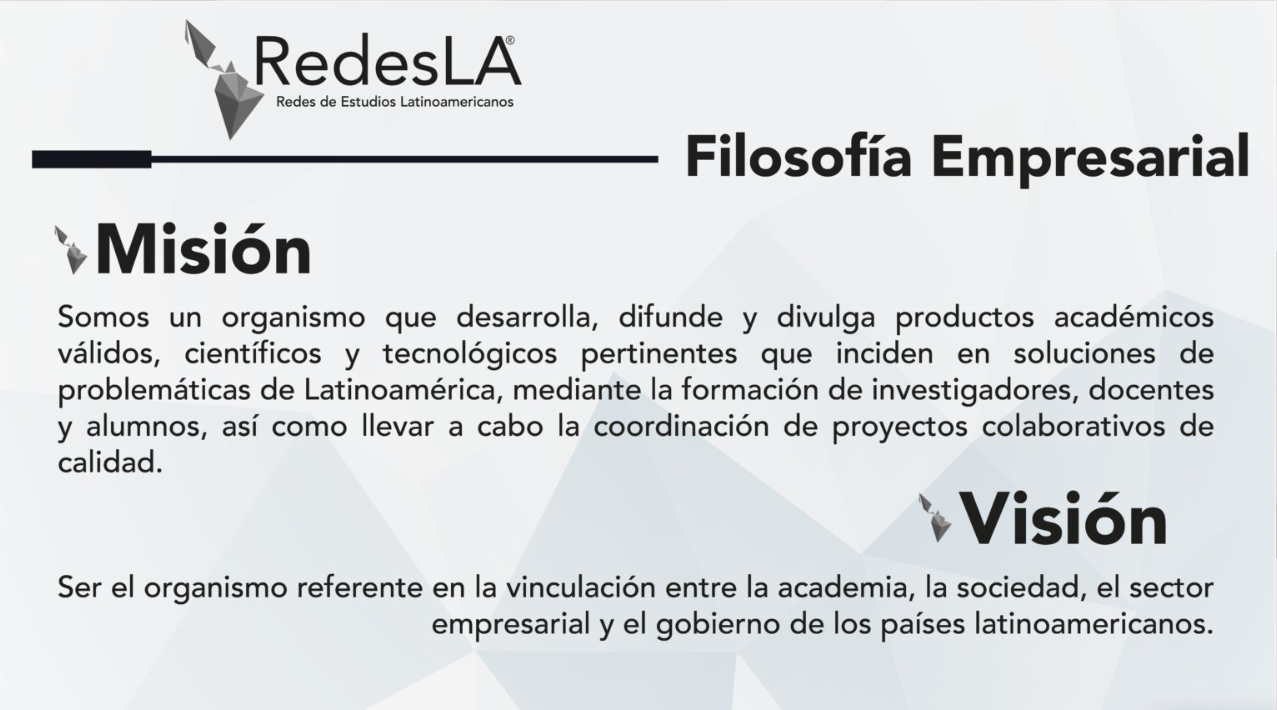 RedesLA®
Redes de Estudios Latinoamericanos
Filosofía Empresarial
Misión
Somos un organismo que desarrolla, difunde y divulga productos académicos
válidos, científicos y tecnológicos pertinentes que inciden en soluciones de
problemáticas de Latinoamérica, mediante la formación de investigadores, docentes
y alumnos, así como llevar a cabo la coordinación de proyectos colaborativos de
calidad.
Visión
Ser el organismo referente en la vinculación entre la academia, la sociedad, el sector
empresarial y el gobierno de los países latinoamericanos.